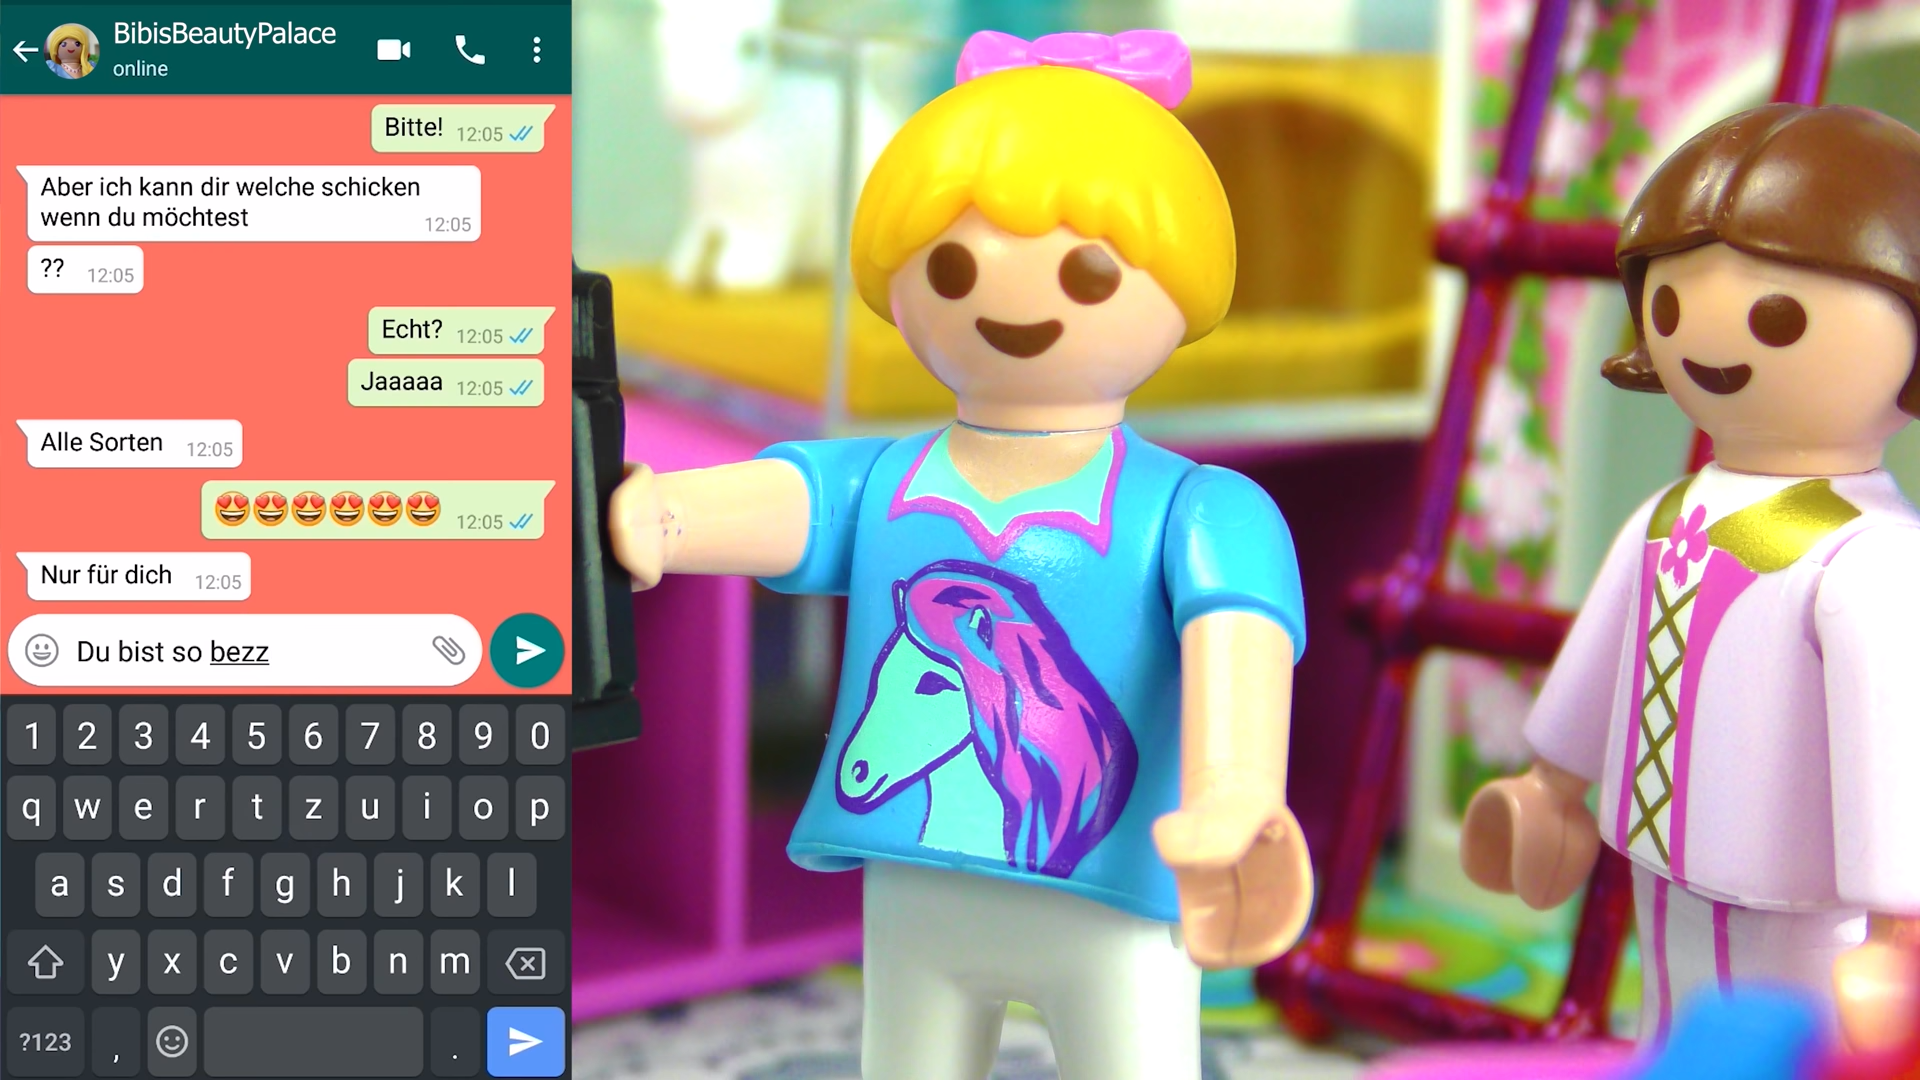 BibisBeautyPalace
online
Bitte! 12:05
Aber ich kann dir welche schicken
wenn du möchtest 12:05
?? 12:05
Echt? 12:05
Jaaaaa 12:05
Alle Sorten 12:05
😍😍😍😍😍😍 12:05
Nur für dich 12:05
Du bist so bezz
1 2 3 4 5 6 7 8 9 0
q w e r t z u i o p
a s d f g h j k l
y x c v b n m
?123 , .